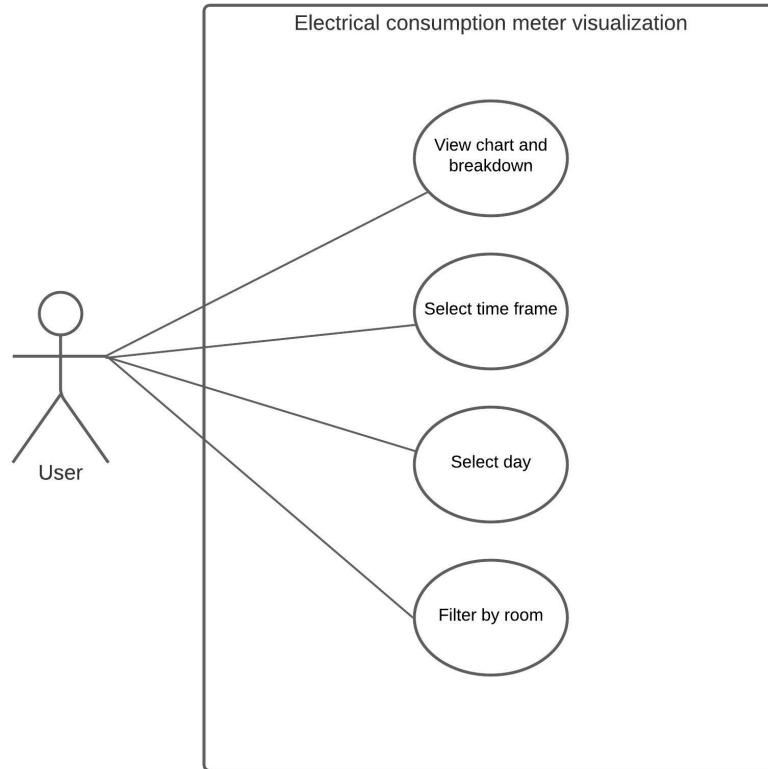 Electrical consumption meter visualization
View chart and
breakdown
Select time frame
Select day
Filter by room
User